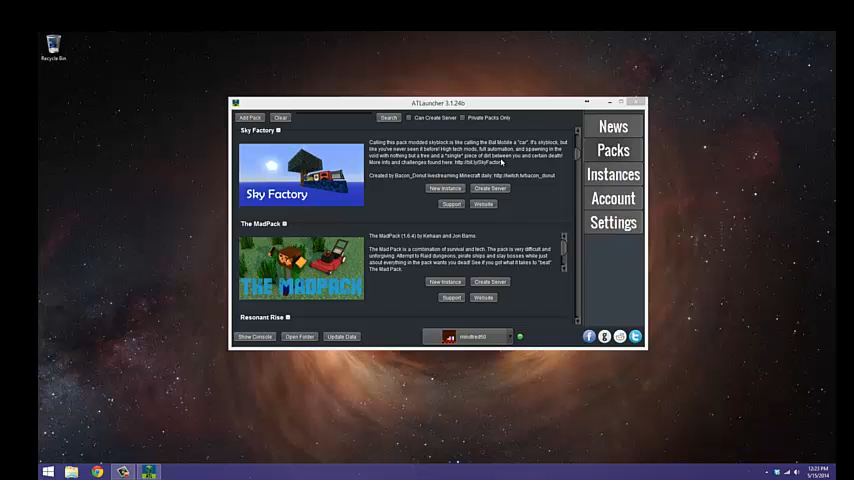 Recycle Bin
ATLauncher 3.1.24b
Add Pack Clear Search Can Create Server Private Packs Only
News
Packs
Instances
Account
Settings
Sky Factory
Sky Factory
Calling this pack modded skyblock is like calling the Bat Mobile a "car". It's skyblock, but
like you've never seen it before! High tech mods, full automation, and spawning in the
void with nothing but a tree and a *single* piece of dirt between you and certain death!
More info and challenges found here: http://bit.ly/SkyFactory
Created by Bacon_Donut livestreaming Minecraft daily: http://twitch.tv/bacon_donut
New Instance Create Server
Support Website
The MadPack
THE MADPACK
The MadPack (1.6.4) by Kehaan and Jon Bams
The Mad Pack is a combination of survival and tech. The pack is very difficult and
unforgiving. Attempt to Raid dungeons, pirate ships and slay bosses while just
about everything in the pack wants you dead! See if you got what it takes to "beat"
The Mad Pack.
New Instance Create Server
Support Website
Resonant Rise
Show Console Open Folder Update Data
12:23 PM
5/15/2014